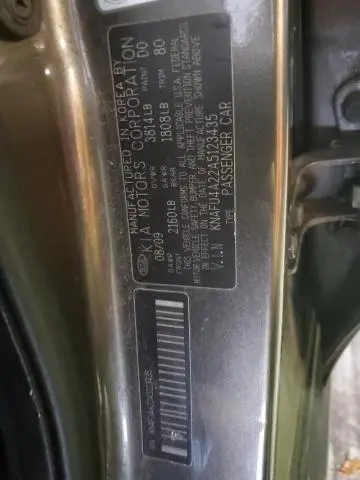 MANUFACTURED IN KOREA BY
KIA MOTORS CORPORATION
08/09 GVWR 3814LB PAINT D0
GAWR FRONT 2160LB GAWR REAR 1808LB TRIM 80
THIS VEHICLE CONFORMS TO ALL APPLICABLE U.S.A. FEDERAL
MOTOR VEHICLE SAFETY, BUMPER, AND THEFT PREVENTION STANDARDS
IN EFFECT ON THE DATE OF MANUFACTURE SHOWN ABOVE
V.I.N KNAFU4A22A5123435
TYPE PASSENGER CAR